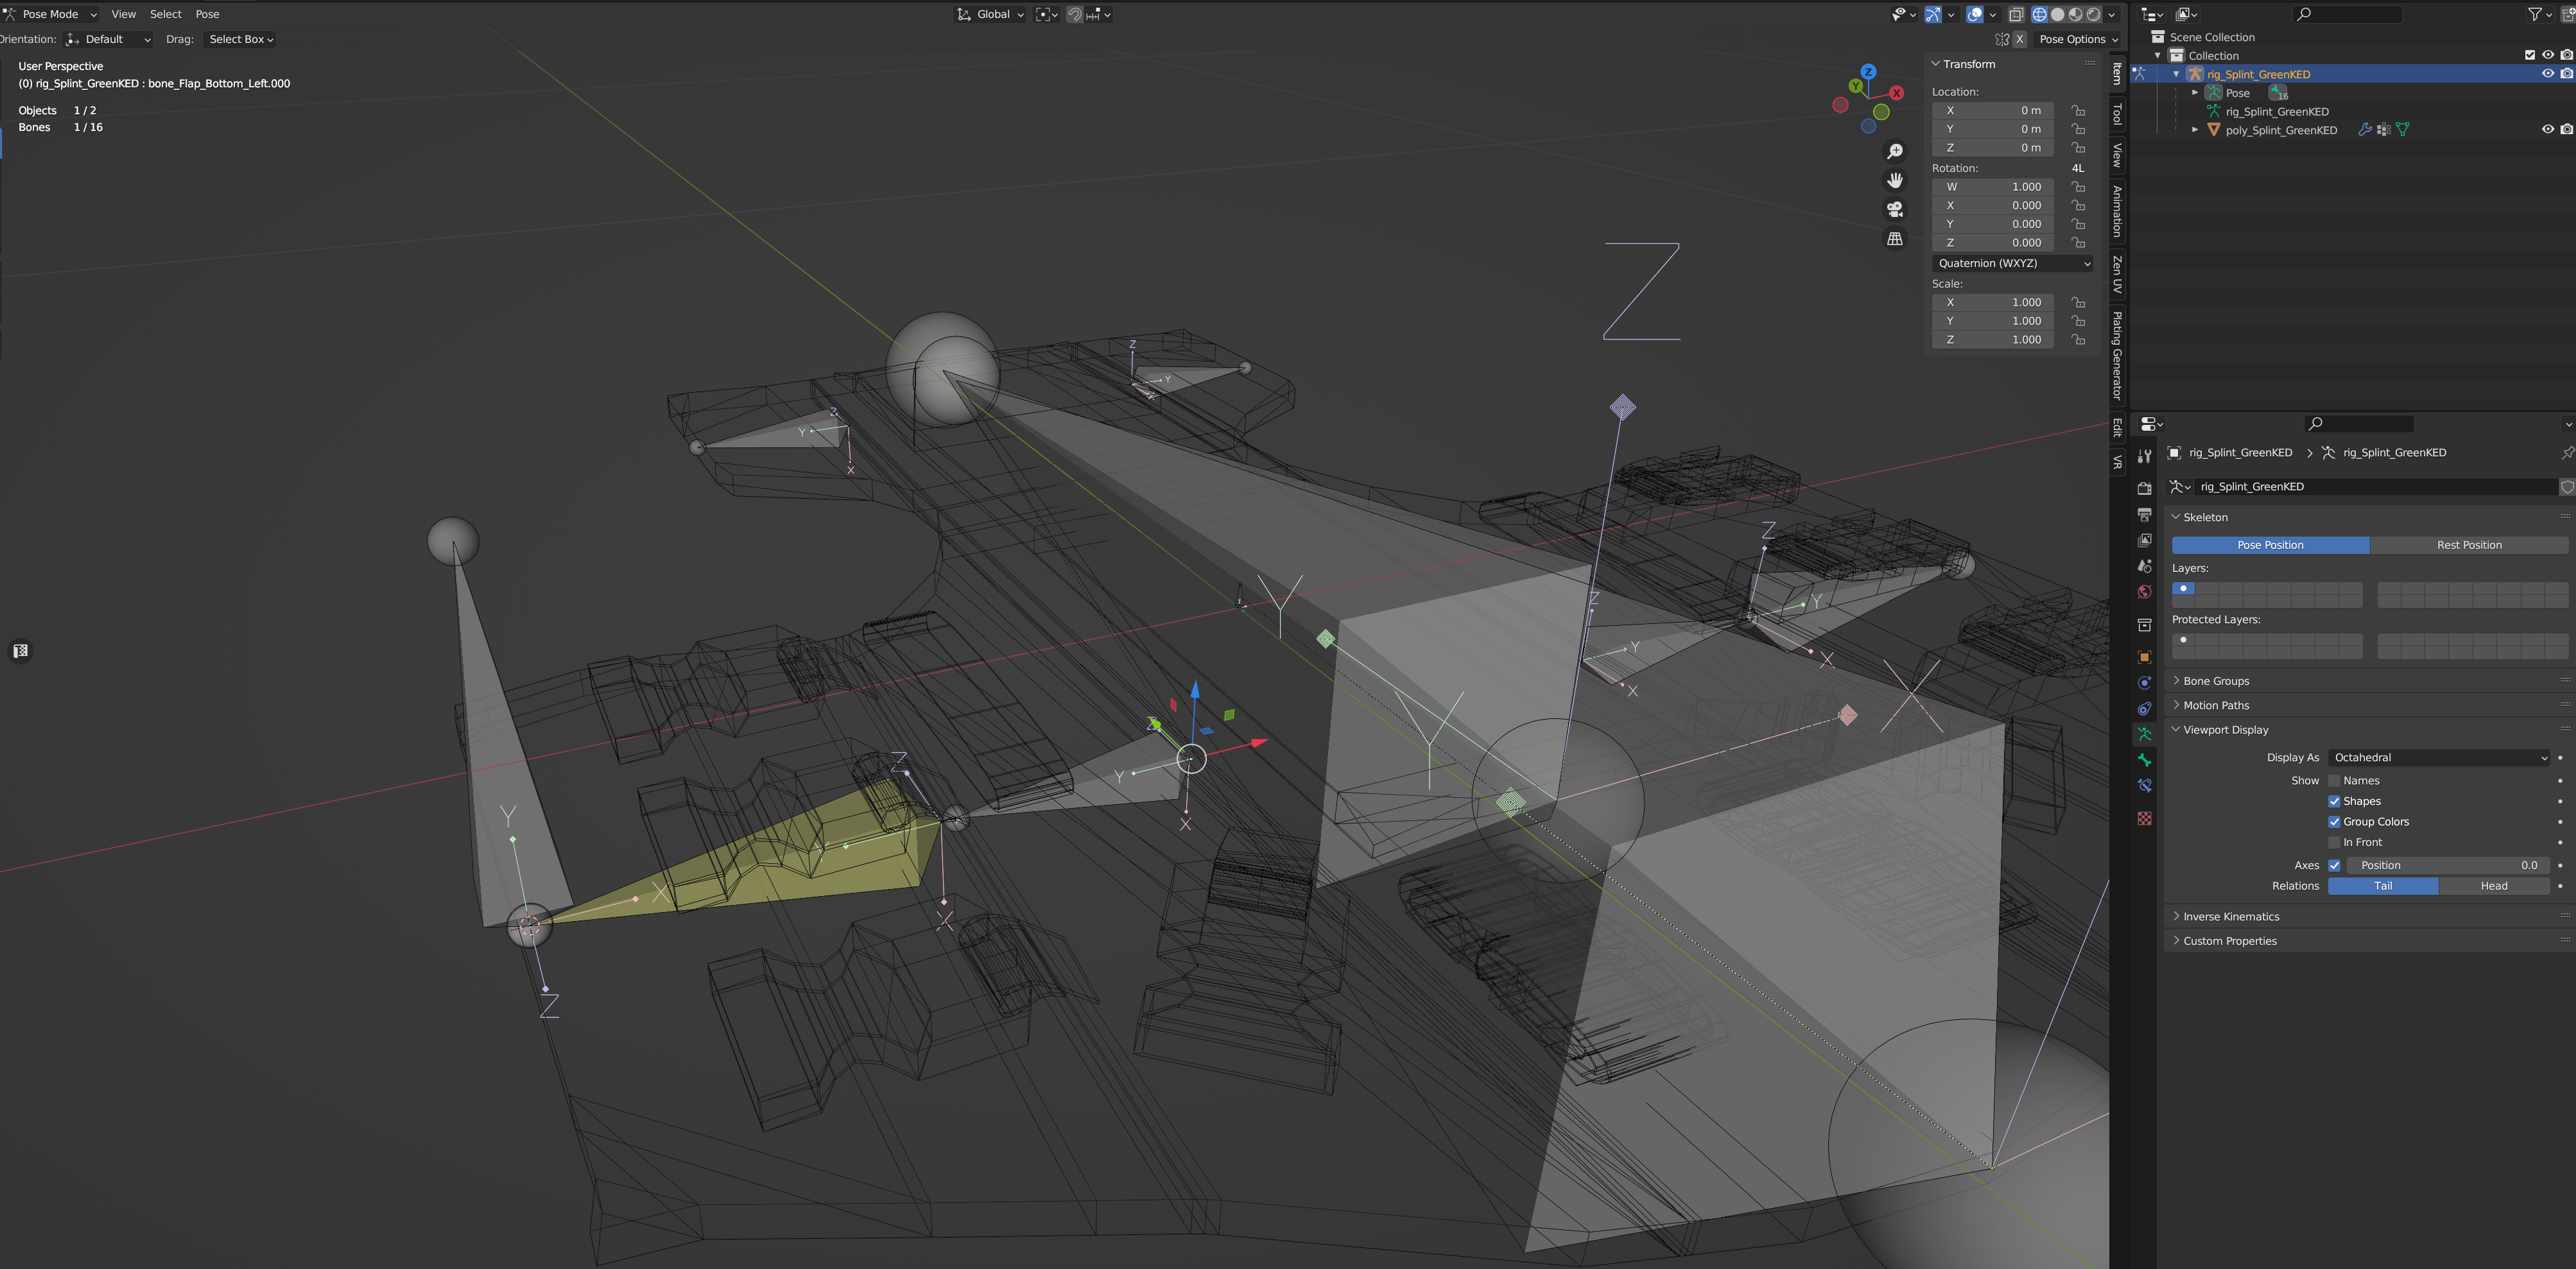 Pose Mode View Select Pose Global
Orientation: Default Drag: Select Box X Pose Options
User Perspective
(0) rig_Splint_GreenKED : bone_Flap_Bottom_Left.000
Objects 1 / 2
Bones 1 / 16
Z
Y
X
Transform
Location:
X 0 m
Y 0 m
Z 0 m
Rotation: 4L
W 1.000
X 0.000
Y 0.000
Z 0.000
Quaternion (WXYZ)
Scale:
X 1.000
Y 1.000
Z 1.000
Item
Tool
View
Animation
Zen UV
Plating Generator
Edit
VR
Z
Z
Y
Z
Y
X
Z
Z
Y
Y
X
Y
X
X
Y
Z
Y
X
Z
Y
X
Y
X
Z
Scene Collection
Collection
rig_Splint_GreenKED
Pose 16
rig_Splint_GreenKED
poly_Splint_GreenKED
rig_Splint_GreenKED > rig_Splint_GreenKED
rig_Splint_GreenKED
Skeleton
Pose Position Rest Position
Layers:
Protected Layers:
Bone Groups
Motion Paths
Viewport Display
Display As Octahedral
Show Names
Shapes
Group Colors
In Front
Axes Position 0.0
Relations Tail Head
Inverse Kinematics
Custom Properties